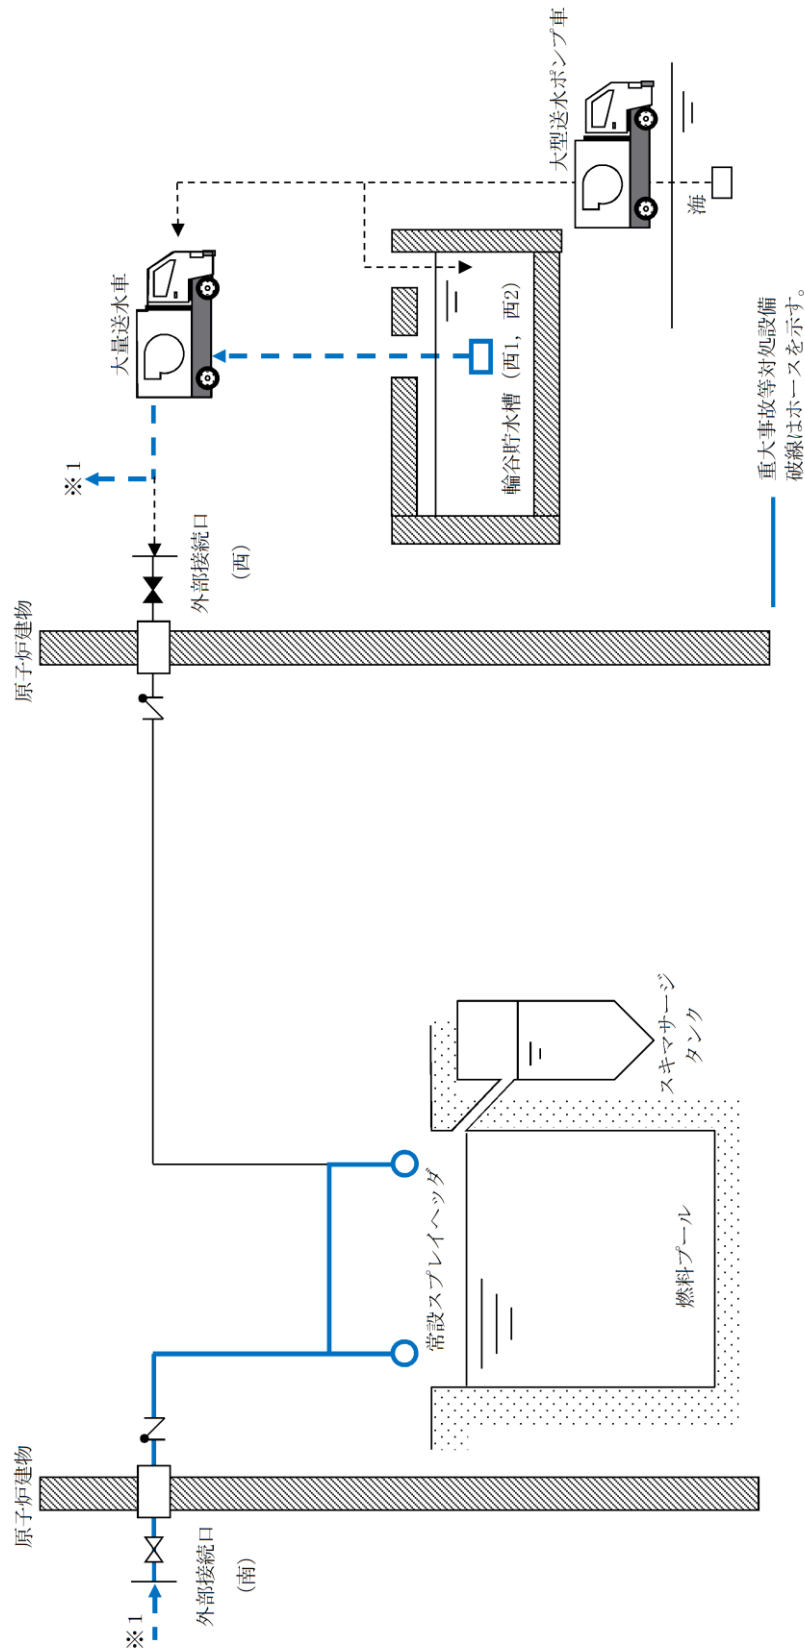 原子炉建物
※1
外部接続口
(南)
常設スプレイヘッダ
燃料プール
スキマサージ
タンク
原子炉建物
外部接続口
(西)
※1
大量送水車
輪谷貯水槽(西1,西2)
大型送水ポンプ車
海
重大事故等対処設備
破線はホースを示す。